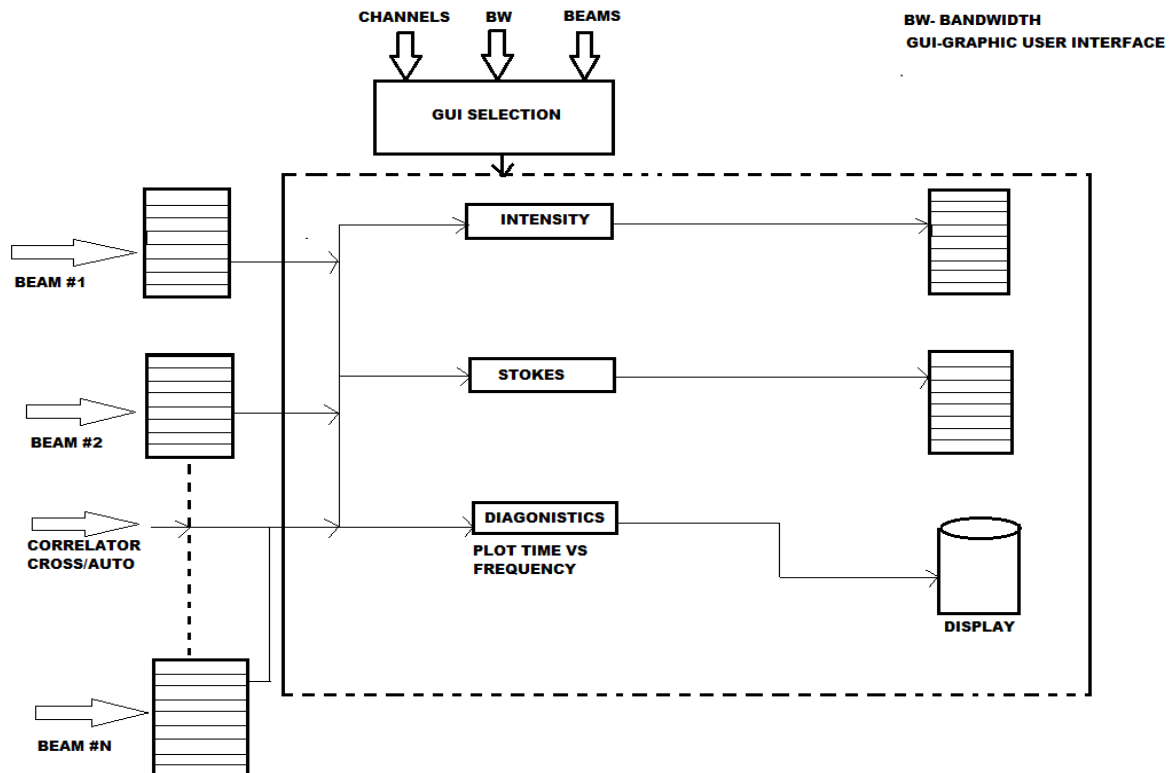 CHANNELS
BW
BEAMS
BW- BANDWIDTH
GUI-GRAPHIC USER INTERFACE
GUI SELECTION
INTENSITY
BEAM #1
STOKES
BEAM #2
DIAGONISTICS
CORRELATOR
CROSS/AUTO
PLOT TIME VS
FREQUENCY
DISPLAY
BEAM #N